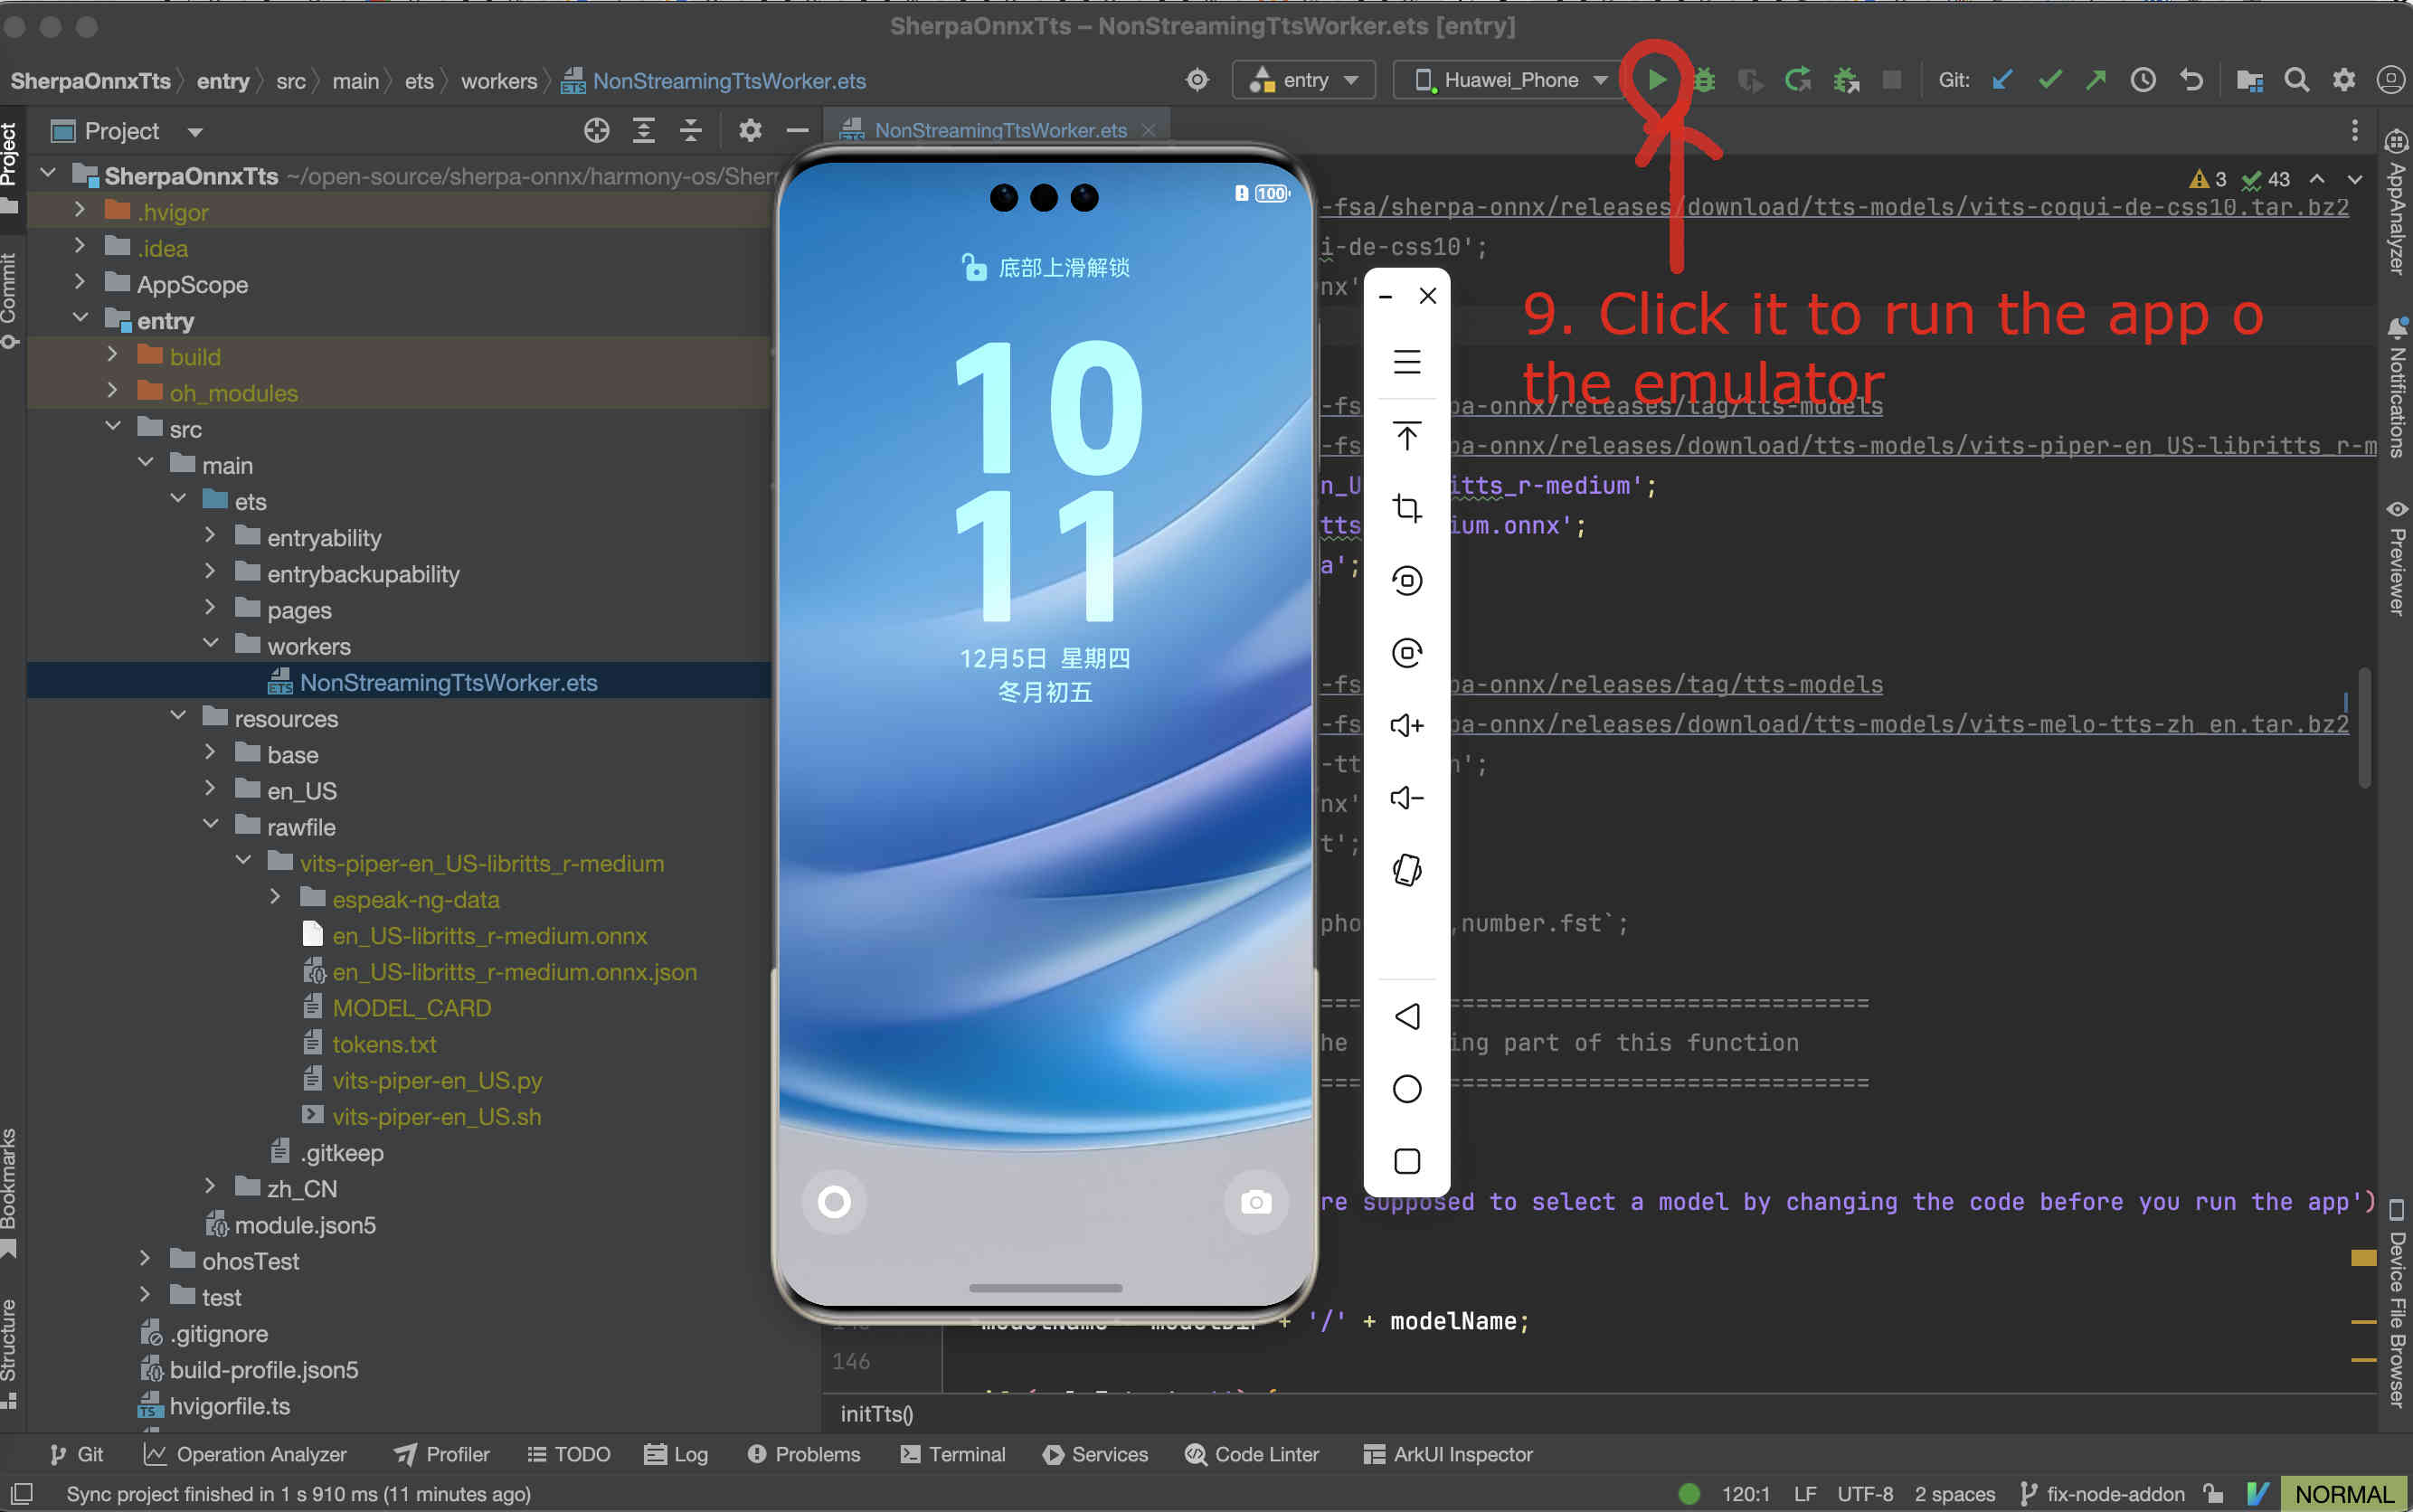 SherpaOnnxTts – NonStreamingTtsWorker.ets [entry]
SherpaOnnxTts entry src main ets workers NonStreamingTtsWorker.ets entry Huawei_Phone Git:
Project NonStreamingTtsWorker.ets
Project
Commit
Bookmarks
Structure
SherpaOnnxTts ~/open-source/sherpa-onnx/harmony-os/Sher
.hvigor
.idea
AppScope
entry
build
oh_modules
src
main
ets
entryability
entrybackupability
pages
workers
NonStreamingTtsWorker.ets
resources
base
en_US
rawfile
vits-piper-en_US-libritts_r-medium
espeak-ng-data
en_US-libritts_r-medium.onnx
en_US-libritts_r-medium.onnx.json
MODEL_CARD
tokens.txt
vits-piper-en_US.py
vits-piper-en_US.sh
.gitkeep
zh_CN
module.json5
ohosTest
test
.gitignore
build-profile.json5
hvigorfile.ts
100
底部上滑解锁
10
11
12月5日 星期四
冬月初五
3 43
-fsa/sherpa-onnx/releases/download/tts-models/vits-coqui-de-css10.tar.bz2
i-de-css10';
nx'
9. Click it to run the app o
the emulator
-fs pa-onnx/releases/tag/tts-models
-fs pa-onnx/releases/download/tts-models/vits-piper-en_US-libritts_r-m
n_U itts_r-medium';
tts ium.onnx';
a';
-fs pa-onnx/releases/tag/tts-models
-fs pa-onnx/releases/download/tts-models/vits-melo-tts-zh_en.tar.bz2
-tt n';
nx'
t';
pho ,number.fst`;
he ing part of this function
re supposed to select a model by changing the code before you run the app')
+ '/' + modelName;
146
initTts()
AppAnalyzer
Notifications
Previewer
Device File Browser
Git Operation Analyzer Profiler TODO Log Problems Terminal Services Code Linter ArkUI Inspector
Sync project finished in 1 s 910 ms (11 minutes ago) 120:1 LF UTF-8 2 spaces fix-node-addon NORMAL